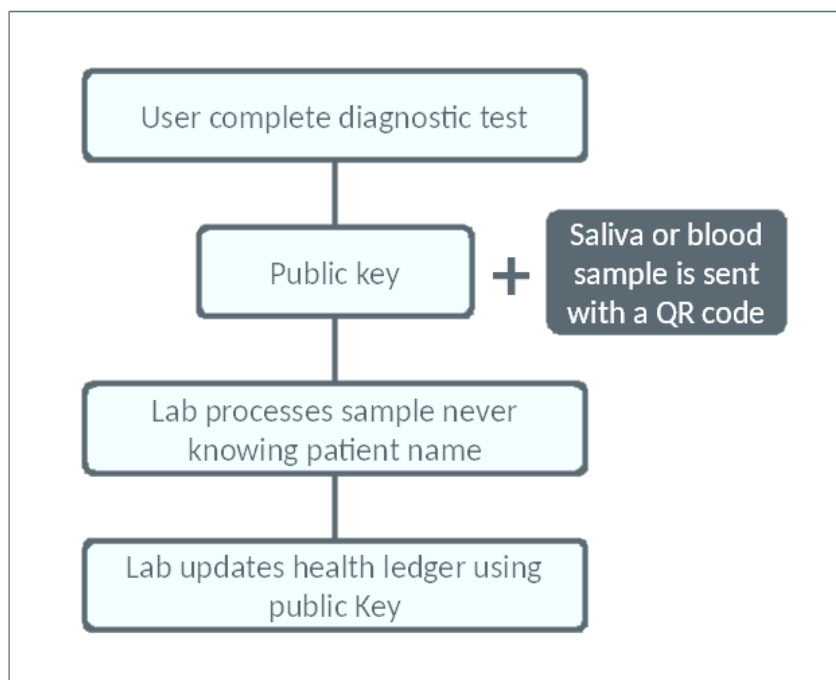 User complete diagnostic test
Public key
+
Saliva or blood
sample is sent
with a QR code
Lab processes sample never
knowing patient name
Lab updates health ledger using
public Key